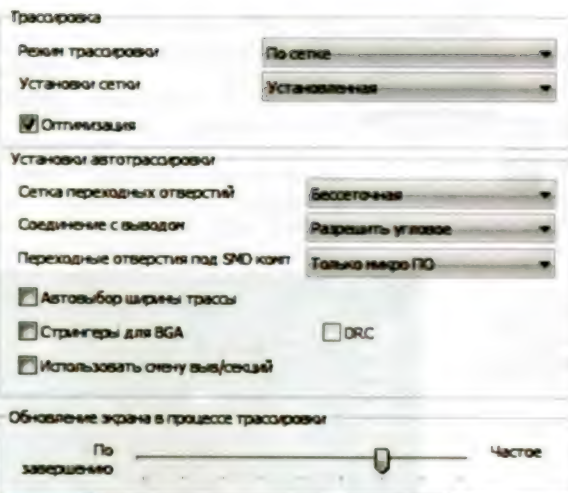 Трассировка
Режим трассировки По сетке
Установки сетки Установленная
Оптимизация
Установки автотрассировки
Сетка переходных отверстий Бессеточная
Соединение с выводом Разрешить угловое
Переходные отверстия под SMD комп Только микро ПО
Автовыбор ширины трассы
Стрингеры для BGA DRC
Использовать смену выв/секций
Обновление экрана в процессе трассировки
По завершению Частое